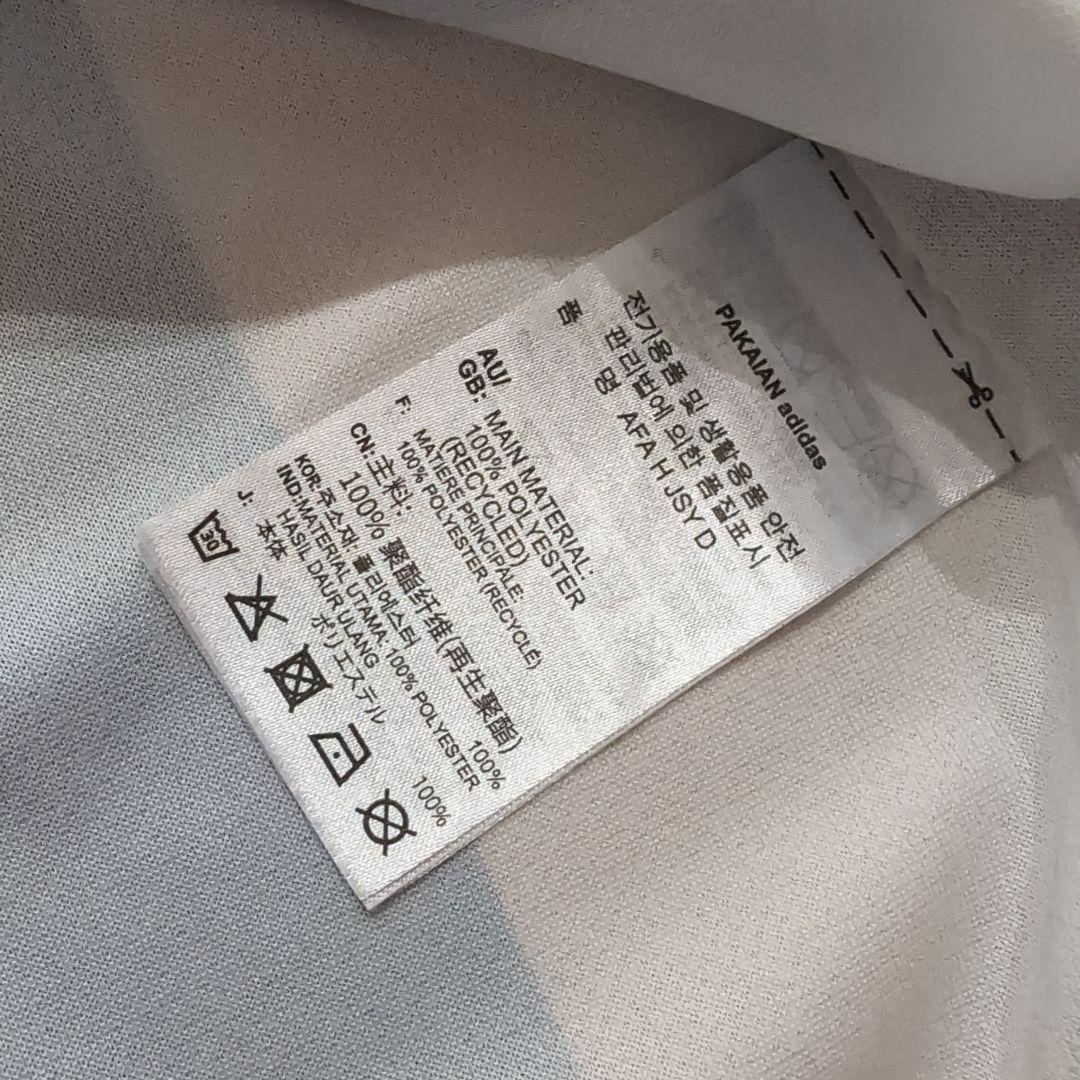 PAKAIAN adidas
전기용품 및 생활용품 안전
관리법에 의한 품질표시
품 명 AFA H JSY D
AU/
GB: MAIN MATERIAL:
100% POLYESTER
(RECYCLED)
F: MATIERE PRINCIPALE
100% POLYESTER (RECYCLÉ)
CN: 主料:
100% 聚酯纤维(再生聚酯)
KOR: 주소재: 폴리에스터 100%
IND: MATERIAL UTAMA: 100% POLYESTER
HASIL DAUR ULANG
J: 本体 ポリエステル 100%
30